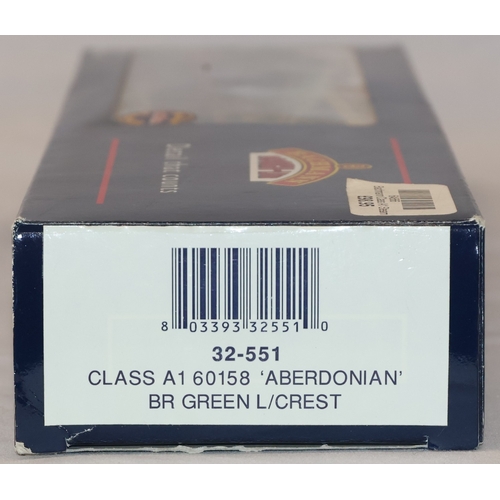 8 03393 32551 0
32-551
CLASS A1 60158 'ABERDONIAN'
BR GREEN L/CREST